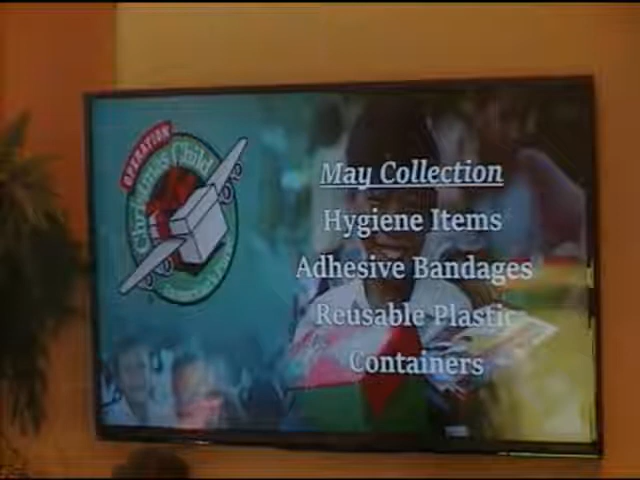 OPERATION
Christmas Child
May Collection
Hygiene Items
Adhesive Bandages
Reusable Plastic
Containers